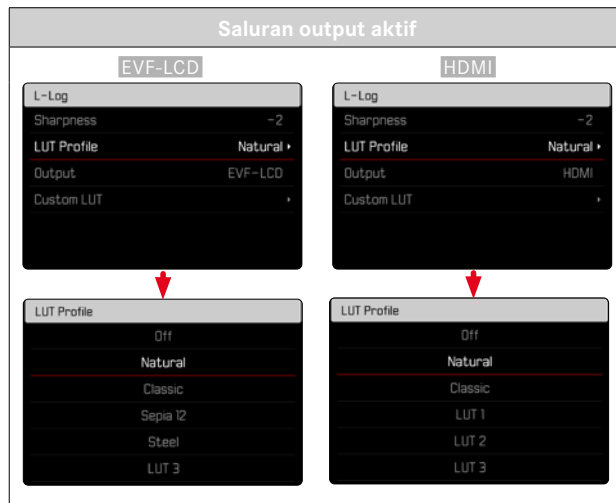 Saluran output aktif
EVF-LCD
L-Log
Sharpness -2
LUT Profile Natural
Output EVF-LCD
Custom LUT
LUT Profile
Off
Natural
Classic
Sepia 12
Steel
LUT 3
HDMI
L-Log
Sharpness -2
LUT Profile Natural
Output HDMI
Custom LUT
LUT Profile
Off
Natural
Classic
LUT 1
LUT 2
LUT 3